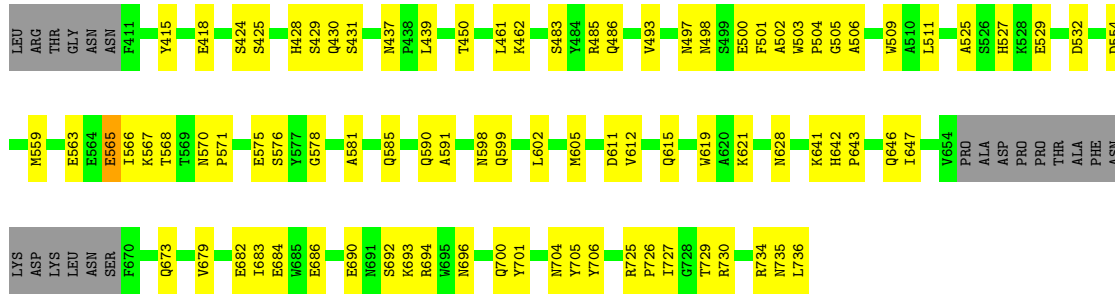 LEU ARG THR GLY ASN ASN F411 Y415 E418 S424 S425 H428 S429 Q430 S431 N437 P438 L439 T450 L461 K462 S483 Y484 R485 Q486 V493 N497 N498 S499 E500 F501 A502 W503 P504 G505 A506 W509 A510 L511 A525 S526 H527 K528 E529 D532 D554
M559 E563 E564 E565 I566 K567 T568 T569 N570 P571 E575 S576 Y577 G578 A581 Q585 Q590 A591 N598 Q599 L602 M605 D611 V612 Q615 W619 A620 K621 N628 K641 H642 P643 Q646 I647 V654 PRO ALA ASP PRO PRO THR ALA PHE ASN
LYS ASP LYS LEU ASN SER F670 Q673 V679 E682 I683 E684 W685 E686 E690 N691 S692 K693 R694 W695 N696 Q700 Y701 N704 Y705 Y706 R725 P726 I727 G728 T729 R730 R734 N735 L736